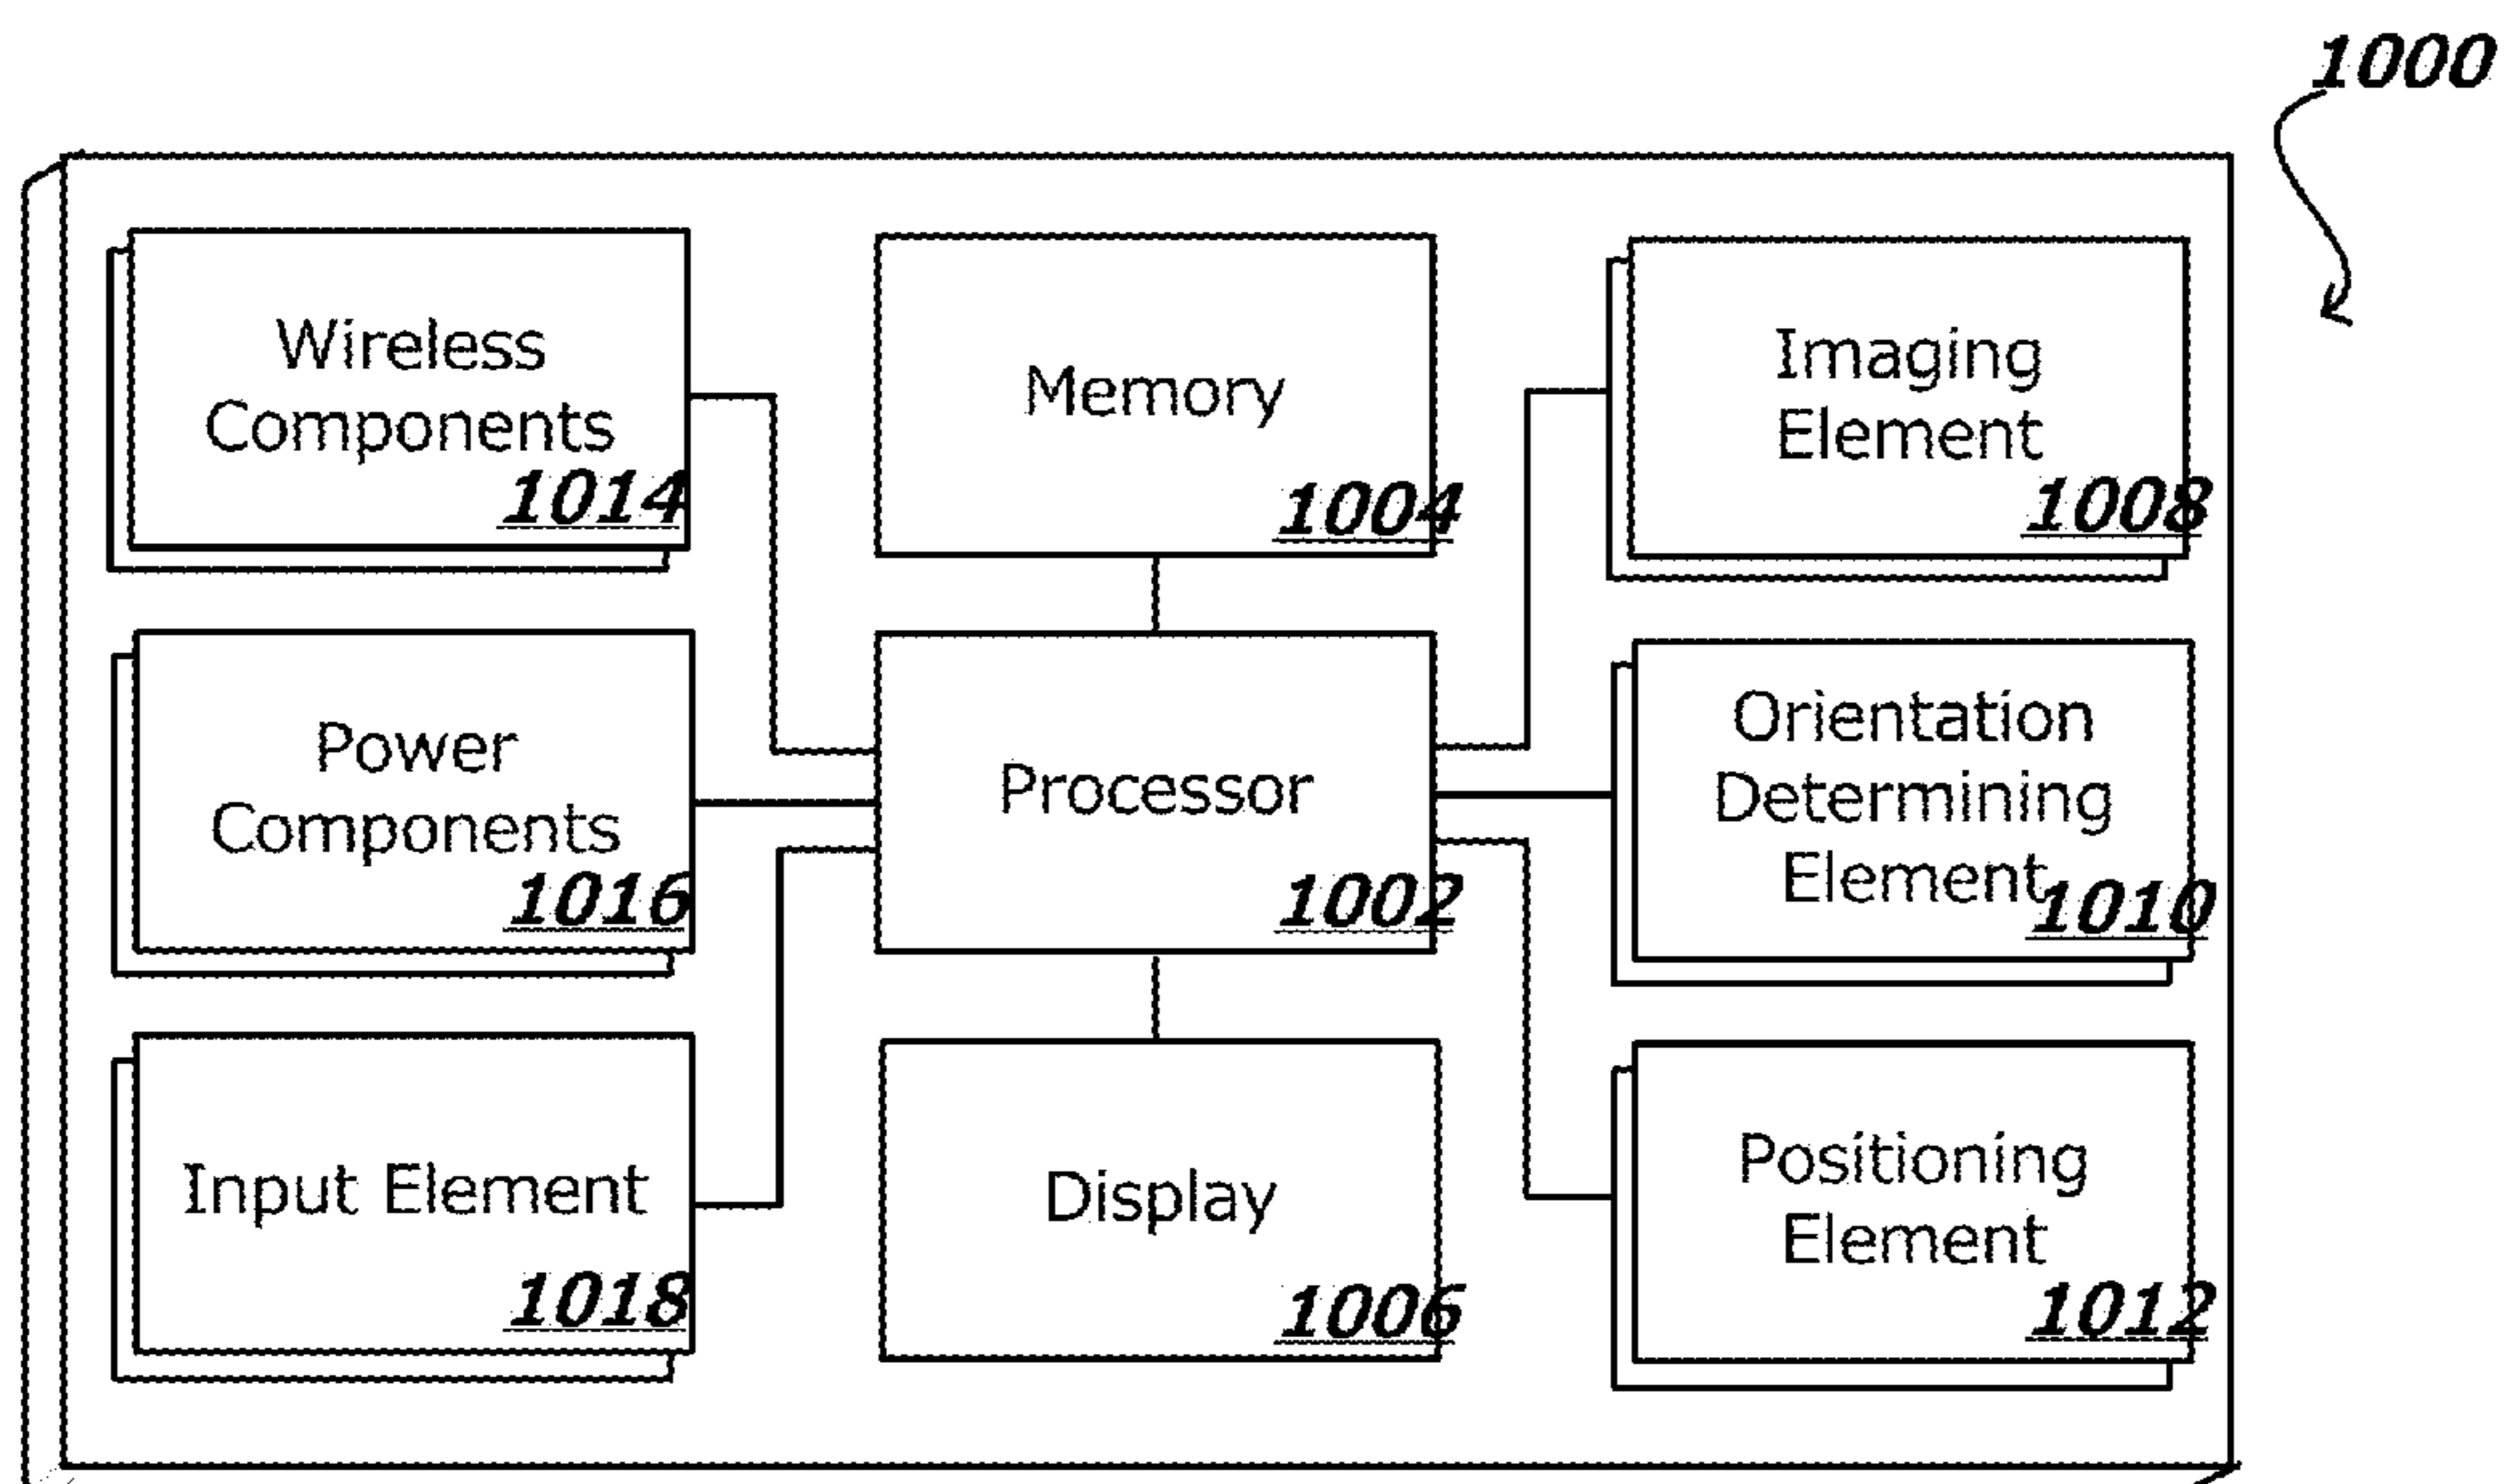 1000
Wireless
Components
1014
Memory
1004
Imaging
Element
1008
Power
Components
1016
Processor
1002
Orientation
Determining
Element
1010
Input Element
1018
Display
1006
Positioning
Element
1012